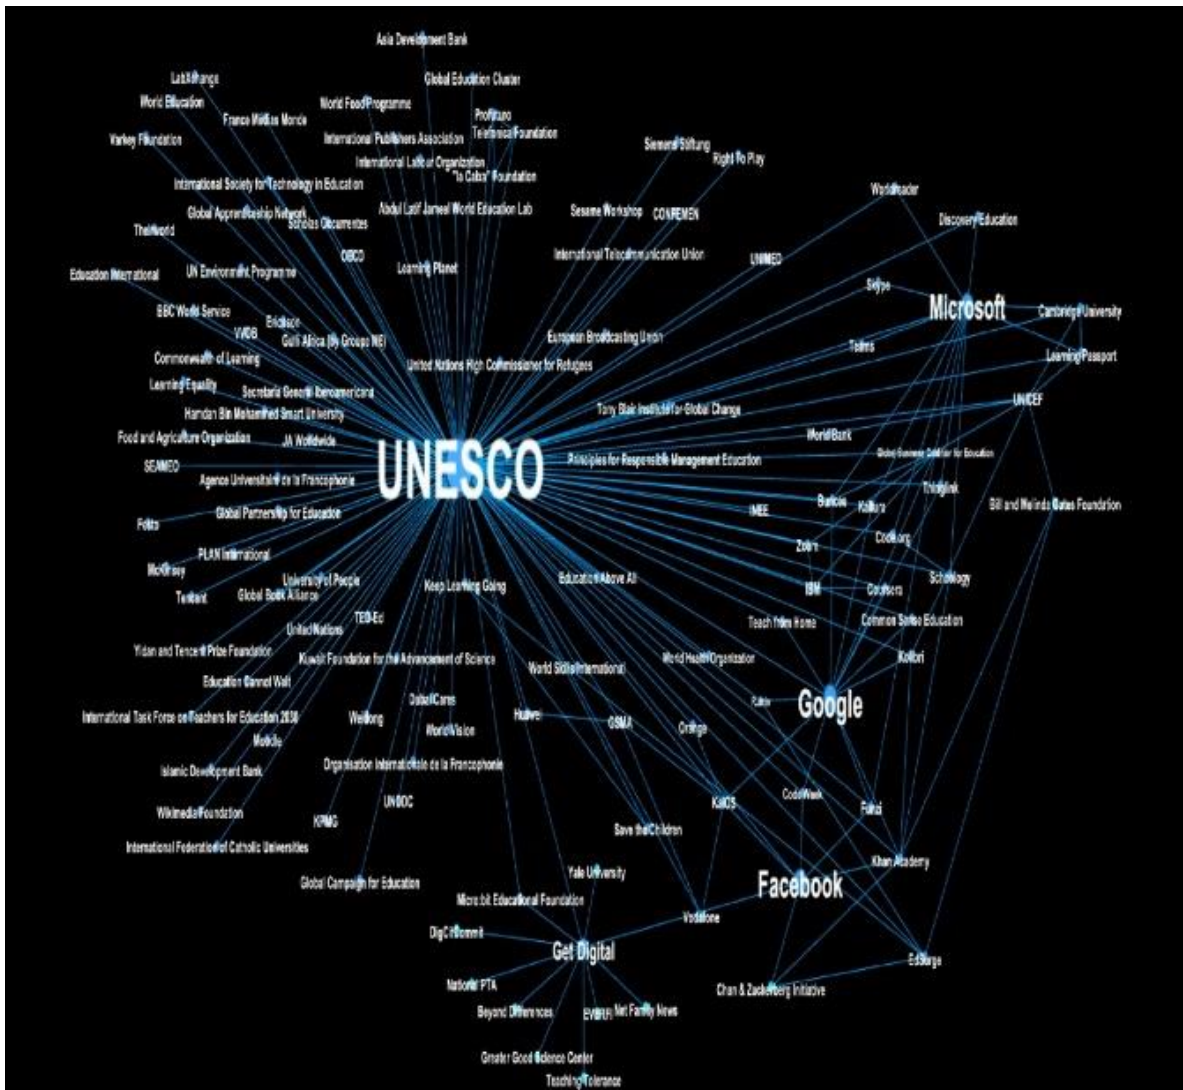 Asia Development Bank
LabXchange
Global Education Cluster
World Education
World Food Programme
France Médias Monde
Profuturo
Telefonica Foundation
Varkey Foundation
International Publishers Association
Siemens Stiftung
Right To Play
International Labour Organization
"la Caixa" Foundation
International Society for Technology in Education
Worldreader
Global Apprenticeship Network
Scholas Occurrentes
Abdul Latif Jameel World Education Lab
Sesame Workshop
CONFEMEN
Discovery Education
TheirWorld
OECD
International Telecommunication Union
UNIMED
Education International
UN Environment Programme
Learning Planet
Skype
Microsoft
Cambridge University
BBC World Service
VVOB
Ericsson
Gulli Africa (by Groupe M6)
European Broadcasting Union
Teams
Learning Passport
Commonwealth of Learning
United Nations High Commissioner for Refugees
Learning Equality
Secretaria General Iberoamericana
UNICEF
Hamdan Bin Mohammed Smart University
Tony Blair Institute for Global Change
Food and Agriculture Organization
JA Worldwide
World Bank
UNESCO
Principles for Responsible Management Education
Global Business Coalition for Education
SEAMEO
Agence Universitaire de la Francophonie
Thinglink
Buncee
Kaltura
Bill and Melinda Gates Foundation
Global Partnership for Education
Code.org
Zoom
PLAN International
McKinsey
University of People
Keep Learning Going
Education Above All
IBM
Coursera
Schoology
Tencent
Global Book Alliance
TED-Ed
United Nations
Teach from Home
Common Sense Education
Yidan and Tencent Prize Foundation
Kuwait Foundation for the Advancement of Science
World Skills International
World Health Organization
Kolibri
Education Cannot Wait
Dubai Cares
Google
International Task Force on Teachers for Education 2030
Weidong
World Vision
Huawei
GSMA
Orange
Moodle
Islamic Development Bank
Organisation Internationale de la Francophonie
Wikimedia Foundation
KPMG
UNODC
KaiOS
CodeWeek
Funzi
Save the Children
International Federation of Catholic Universities
Global Campaign for Education
Yale University
Khan Academy
Facebook
Micro:bit Educational Foundation
Vodafone
DigCitCommit
Get Digital
EdSurge
National PTA
Chan & Zuckerberg Initiative
Beyond Differences
Net Family News
Greater Good Science Center
Teaching Tolerance